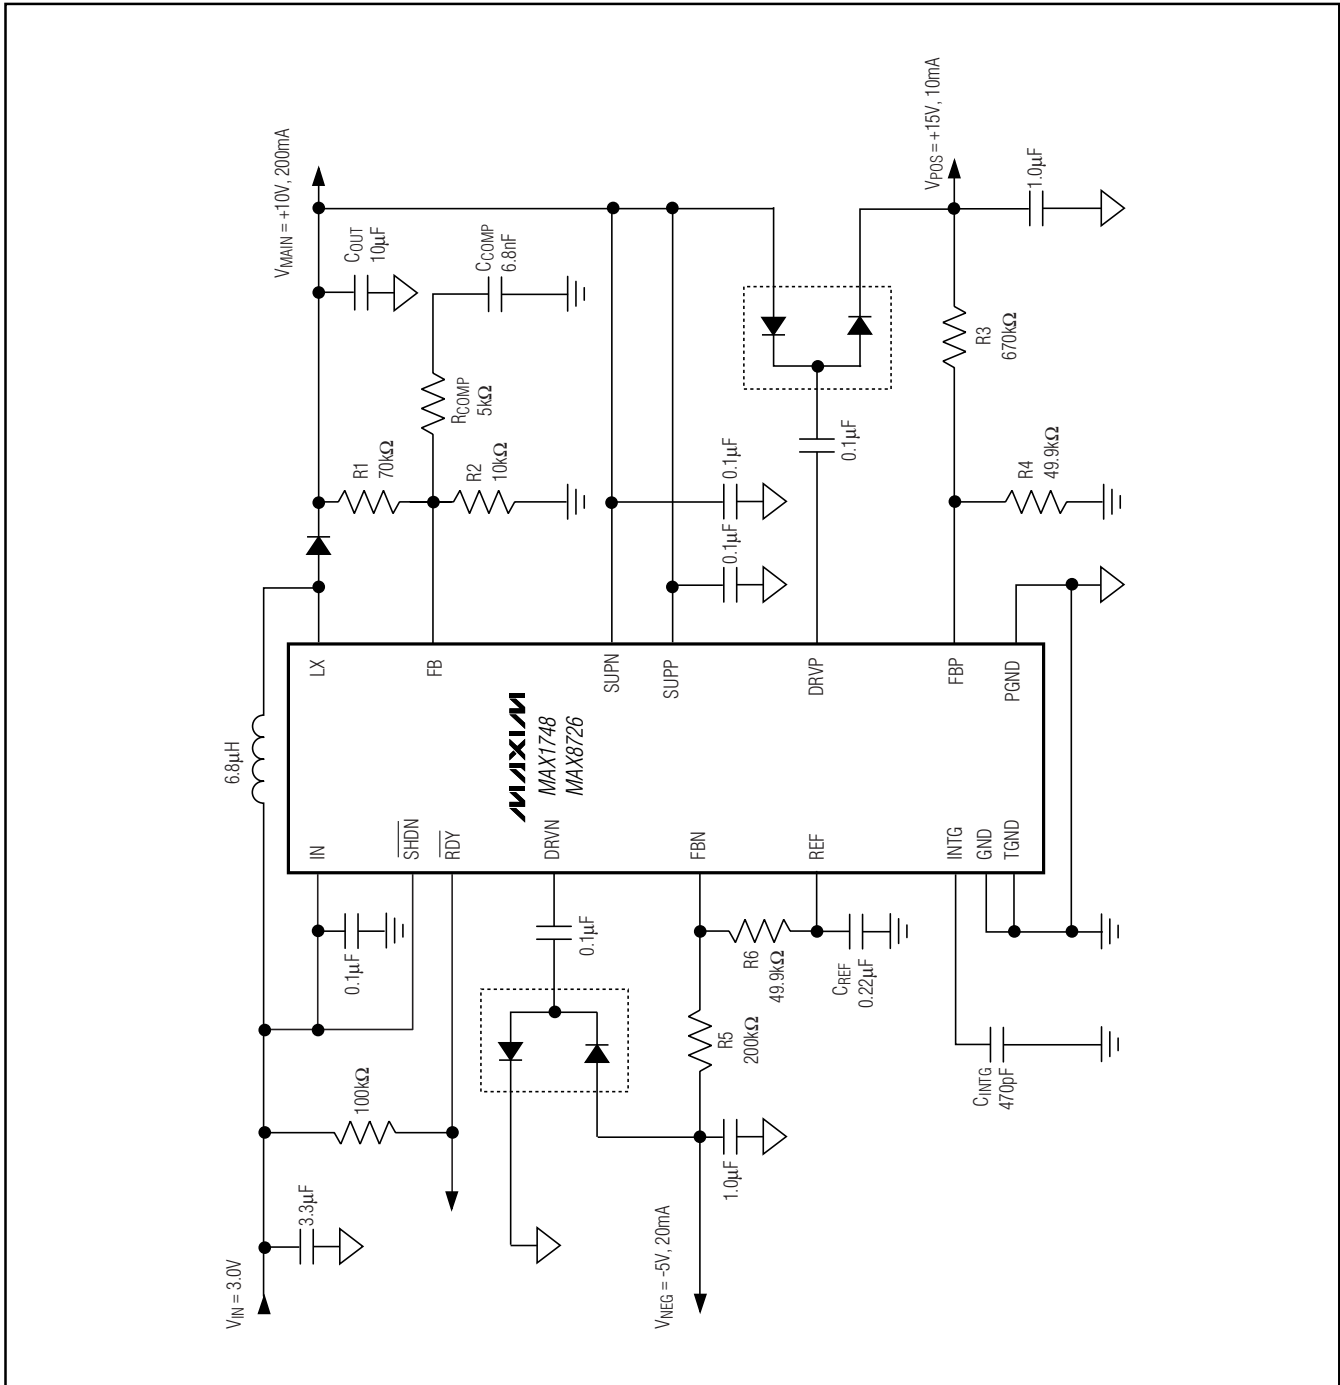 VIN = 3.0V
3.3µF
100kΩ
0.1µF
6.8µH
VMAIN = +10V, 200mA
COUT
10µF
CCOMP
6.8nF
RCOMP
5kΩ
R1
70kΩ
R2
10kΩ
IN
SHDN
RDY
DRVN
FBN
REF
INTG
GND
TGND
MAXIM
MAX1748
MAX8726
LX
FB
SUPN
SUPP
DRVP
FBP
PGND
0.1µF
0.1µF
0.1µF
VPOS = +15V, 10mA
1.0µF
R3
670kΩ
R4
49.9kΩ
0.1µF
R6
49.9kΩ
CREF
0.22µF
R5
200kΩ
1.0µF
VNEG = -5V, 20mA
CINTG
470pF